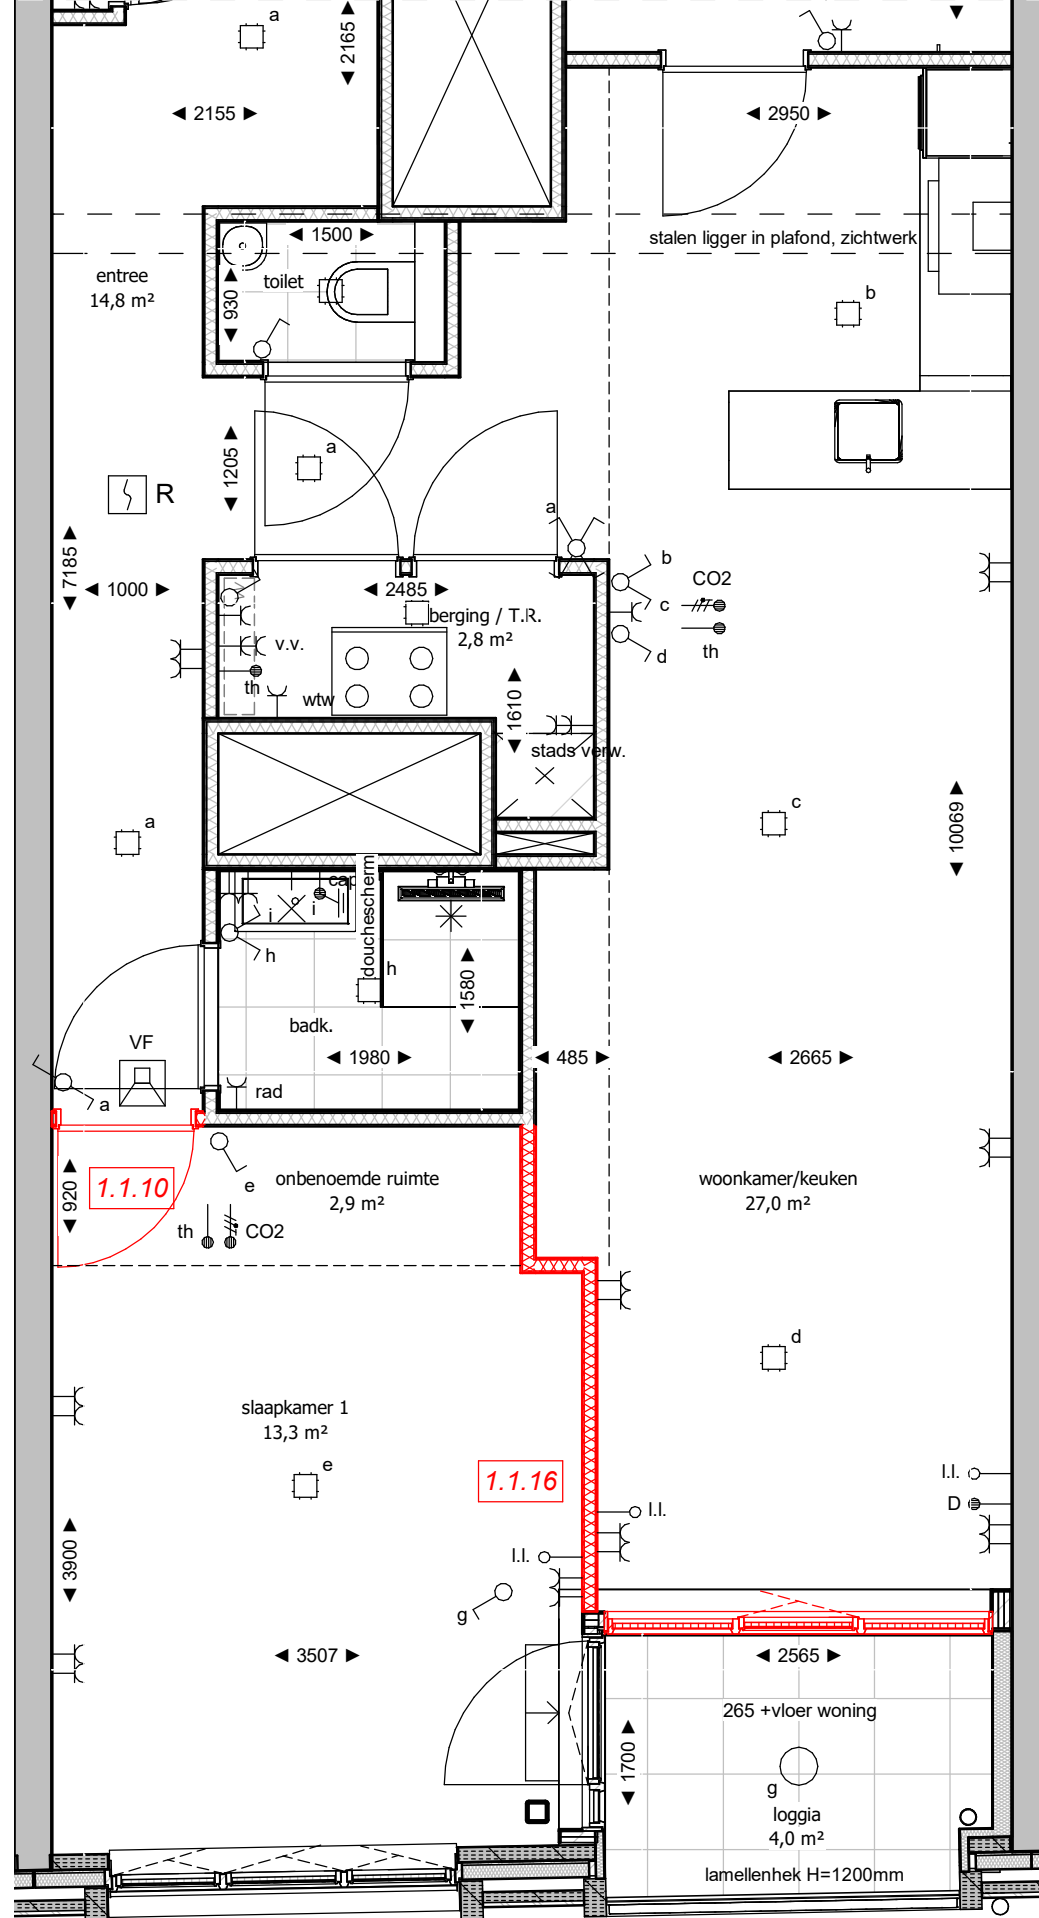 a
2165
2155
2950
1500
stalen ligger in plafond, zichtwerk
entree
14,8 m²
toilet
930
b
a
1205
R
a
7185
1000
2485
b
CO2
berging / T.R.
2,8 m²
c
v.v.
d
th
th
wtw
1610
stads verw.
a
c
10069
cap
i
i
douchescherm
h
h
1580
badk.
VF
1980
485
2665
rad
a
920
1.1.10
e
onbenoemde ruimte
2,9 m²
woonkamer/keuken
27,0 m²
th
CO2
d
slaapkamer 1
13,3 m²
e
1.1.16
l.l.
D
l.l.
3900
l.l.
g
3507
2565
265 +vloer woning
1700
g
loggia
4,0 m²
lamellenhek H=1200mm